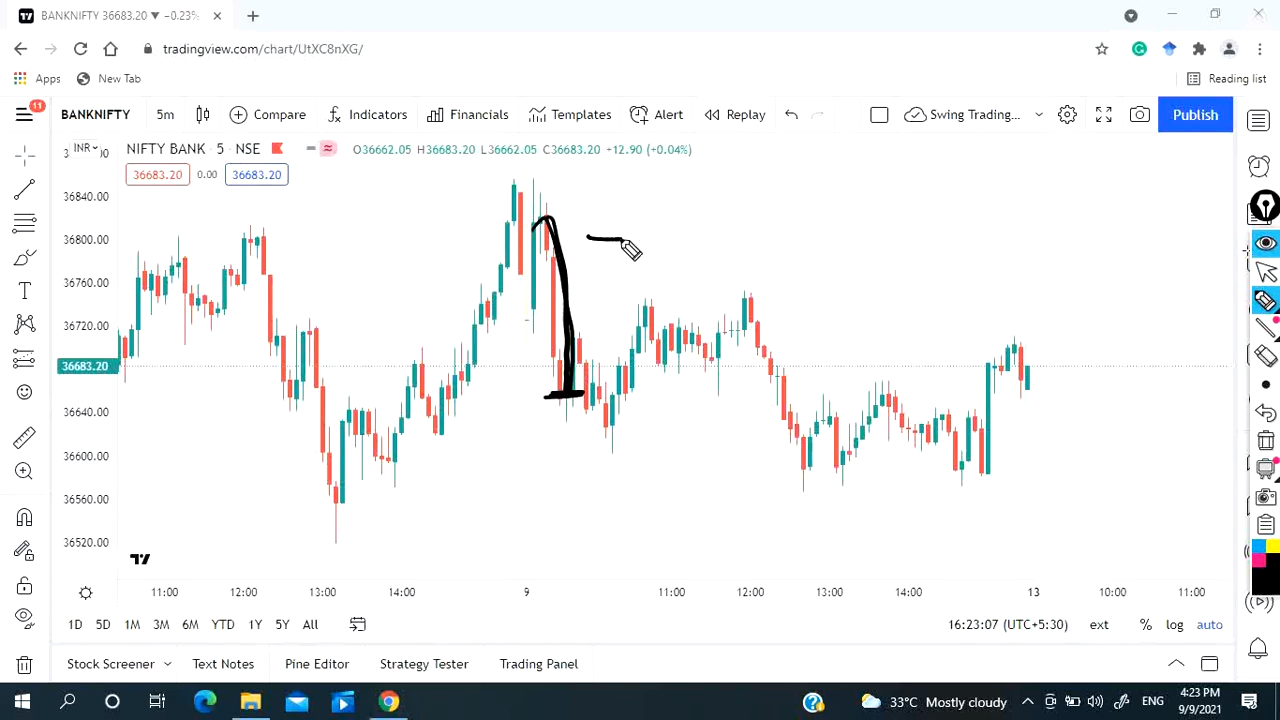 BANKNIFTY 36683.20 ▼ −0.23%
tradingview.com/chart/UtXC8nXG/
Apps New Tab Reading list
11
BANKNIFTY 5m Compare Indicators Financials Templates Alert Replay Swing Trading... Publish
INR NIFTY BANK · 5 · NSE O36662.05 H36683.20 L36662.05 C36683.20 +12.90 (+0.04%)
36683.20 0.00 36683.20
36840.00
36800.00
36760.00
36720.00
36683.20
36640.00
36600.00
36560.00
36520.00
11:00 12:00 13:00 14:00 9 11:00 12:00 13:00 14:00 13 10:00 11:00
1D 5D 1M 3M 6M YTD 1Y 5Y All 16:23:07 (UTC+5:30) ext % log auto
Stock Screener Text Notes Pine Editor Strategy Tester Trading Panel
33°C Mostly cloudy ENG 4:23 PM
9/9/2021